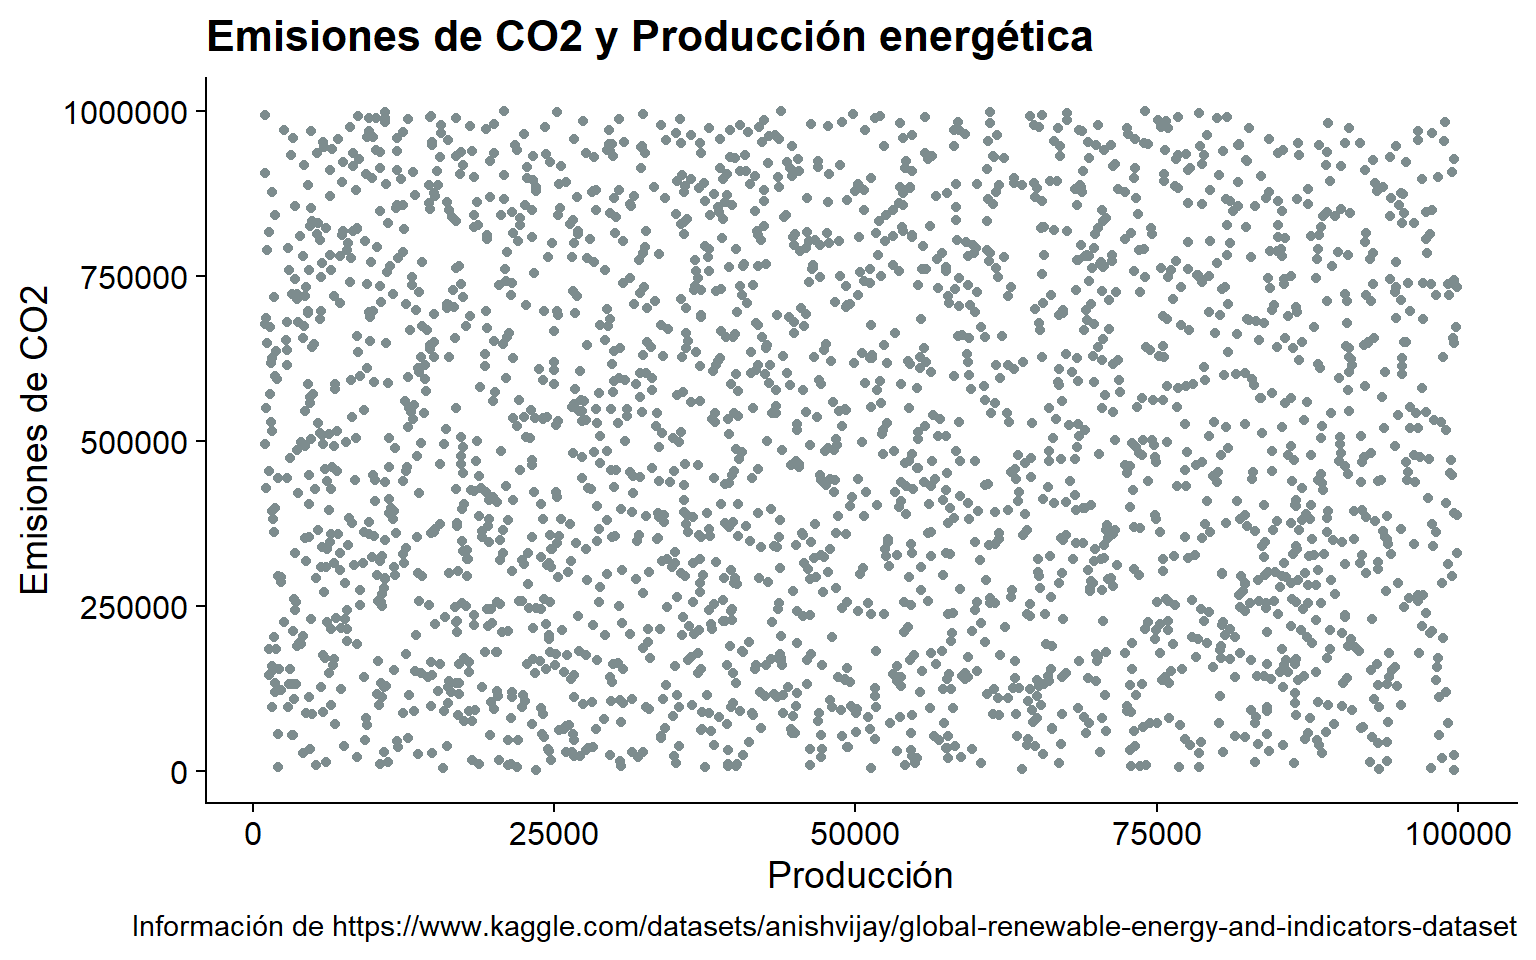 Emisiones de CO2 y Producción energética
Emisiones de CO2
1000000
750000
500000
250000
0
0 25000 50000 75000 100000
Producción
Información de https://www.kaggle.com/datasets/anishvijay/global-renewable-energy-and-indicators-dataset